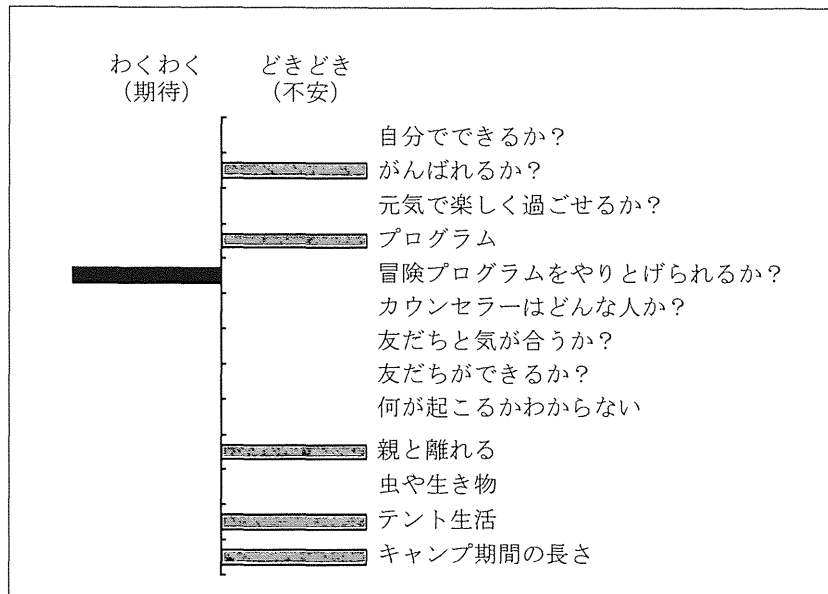 わくわく どきどき
(期待) (不安)
自分でできるか?
がんばれるか?
元気で楽しく過ごせるか?
プログラム
冒険プログラムをやりとげられるか?
カウンセラーはどんな人か?
友だちと気が合うか?
友だちができるか?
何が起こるかわからない
親と離れる
虫や生き物
テント生活
キャンプ期間の長さ